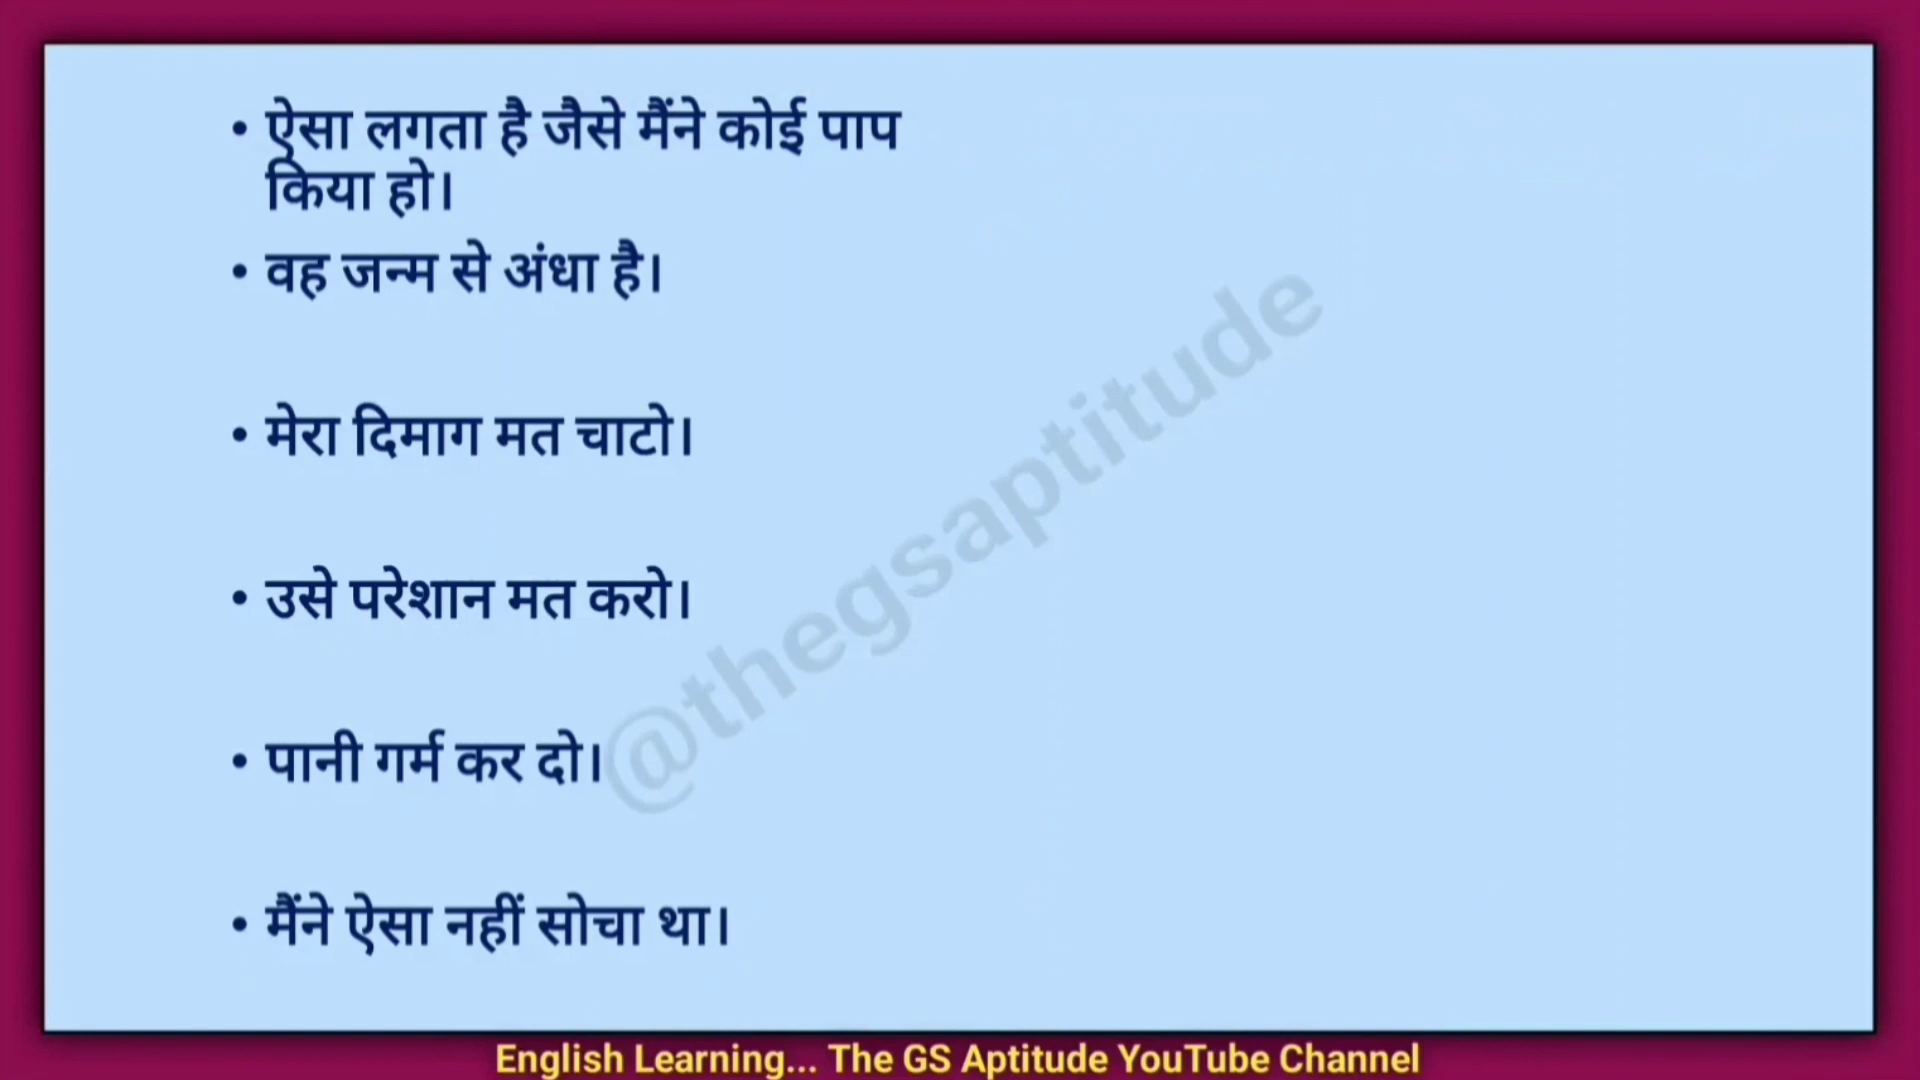 • ऐसा लगता है जैसे मैंने कोई पाप
किया हो।
• वह जन्म से अंधा है।
• मेरा दिमाग मत चाटो।
• उसे परेशान मत करो।
• पानी गर्म कर दो।
• मैंने ऐसा नहीं सोचा था।
@thegsaptitude
English Learning... The GS Aptitude YouTube Channel